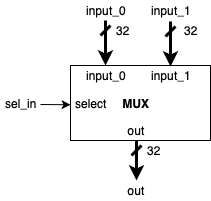 input_0 input_1
32 32
input_0 input_1
sel_in select MUX
out
32
out